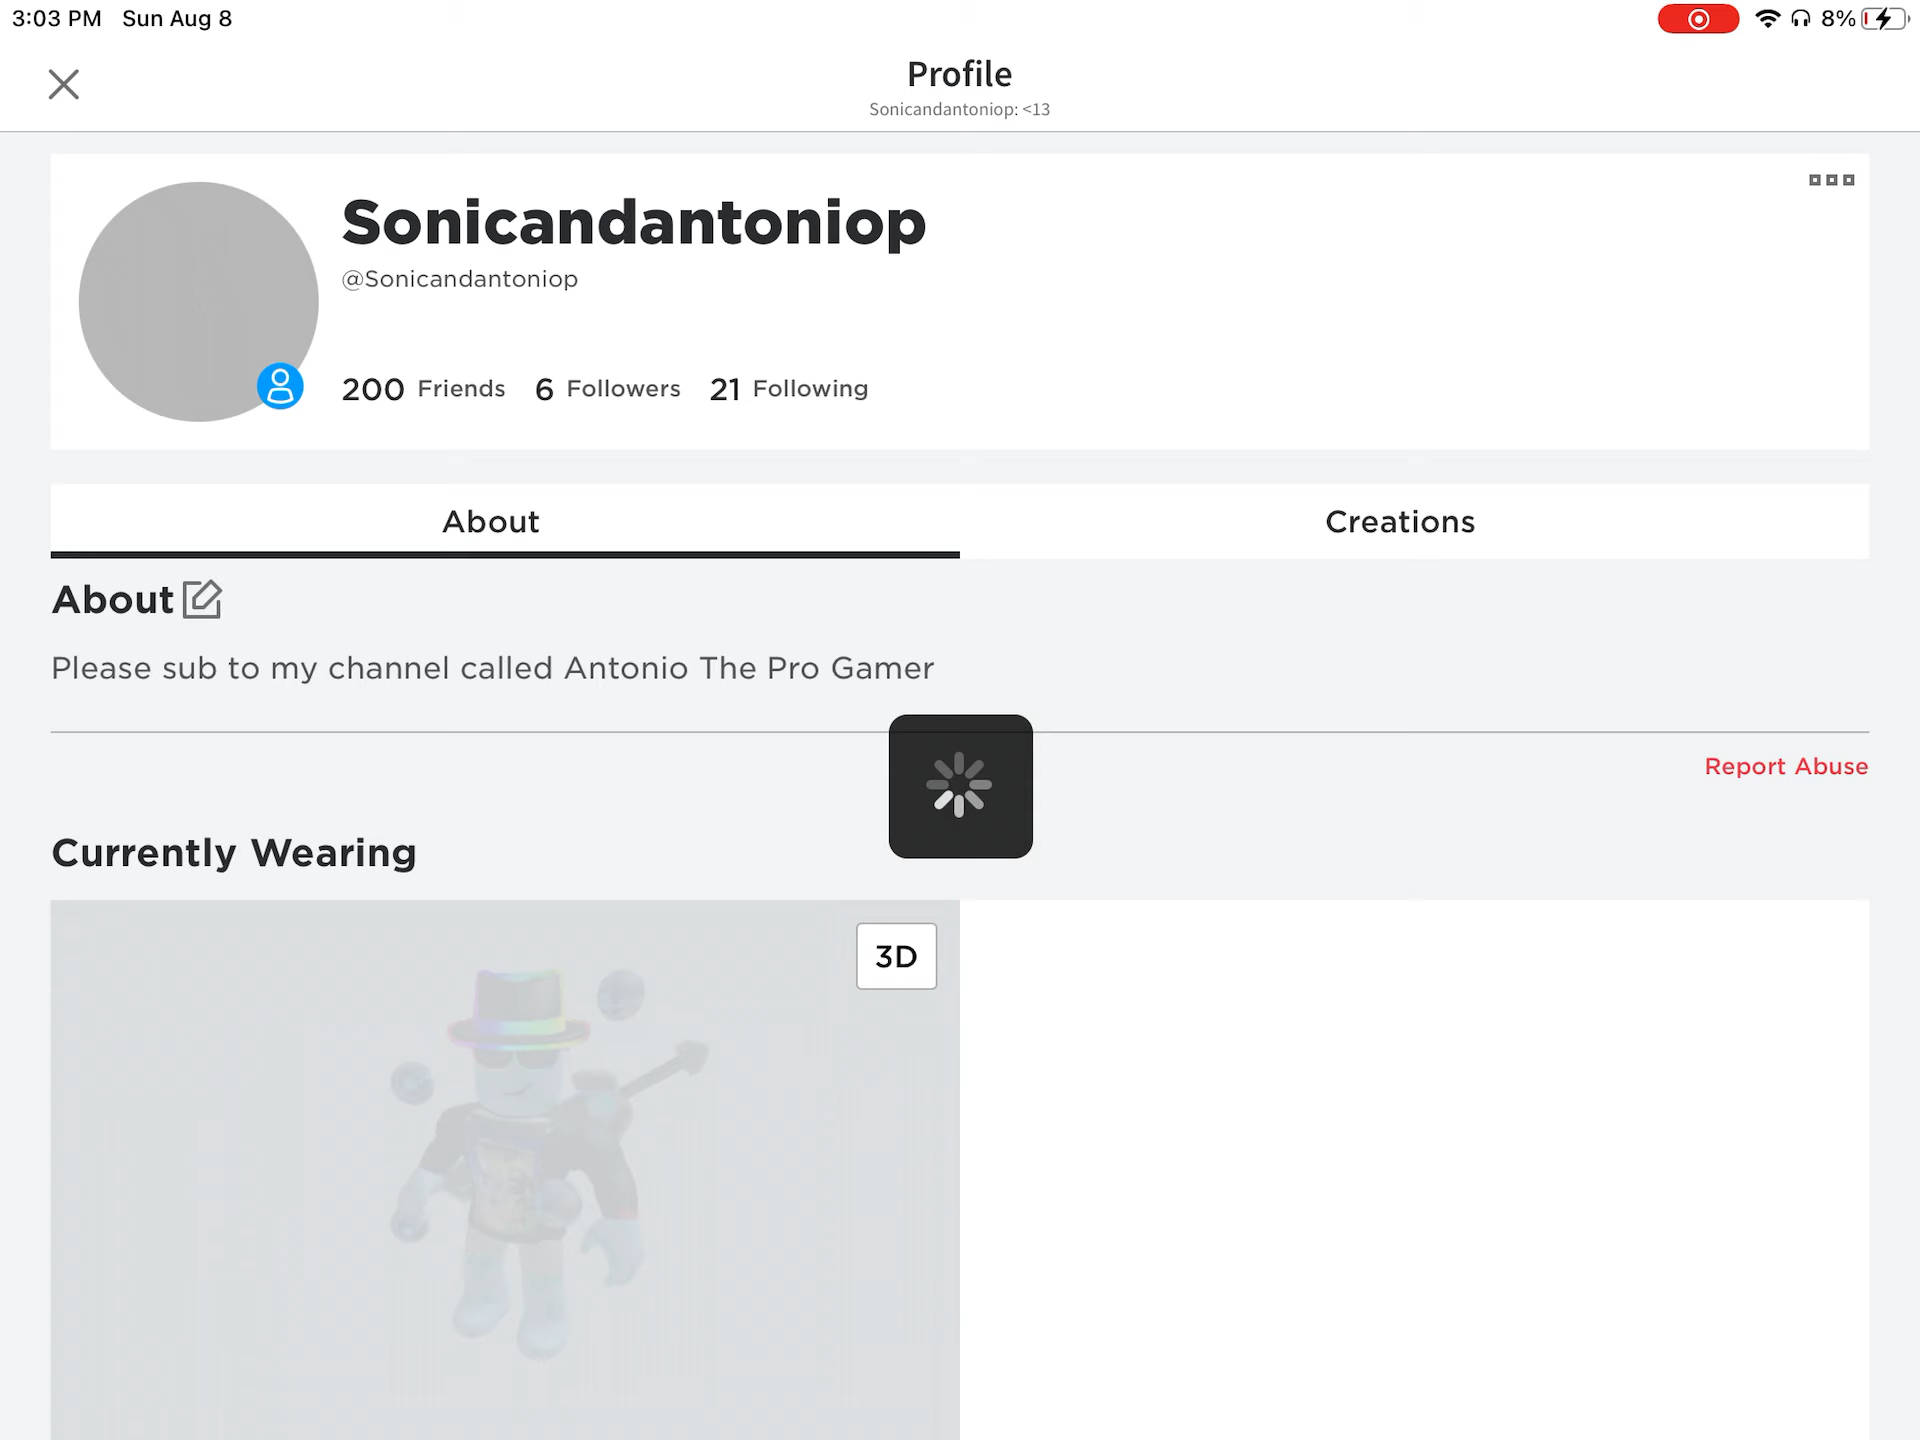 3:03 PM Sun Aug 8 8%
Profile
Sonicandantoniop: <13
Sonicandantoniop
@Sonicandantoniop
200 Friends 6 Followers 21 Following
About Creations
About
Please sub to my channel called Antonio The Pro Gamer
Report Abuse
Currently Wearing
3D